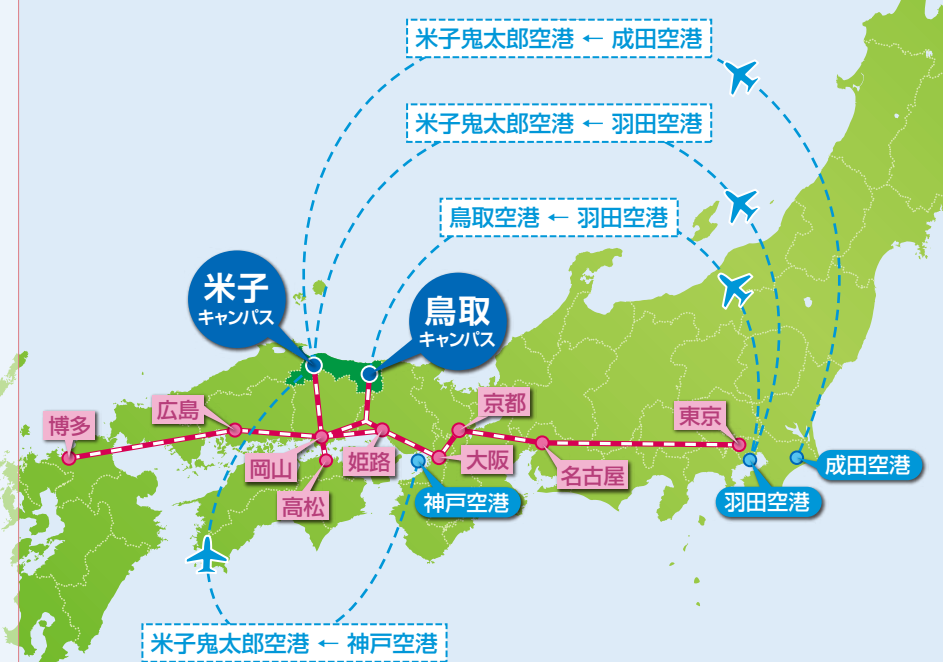 米子鬼太郎空港 ← 成田空港
米子鬼太郎空港 ← 羽田空港
鳥取空港 ← 羽田空港
米子
キャンパス
鳥取
キャンパス
京都
広島
東京
博多
岡山
姫路
大阪
名古屋
成田空港
高松
神戸空港
羽田空港
米子鬼太郎空港 ← 神戸空港